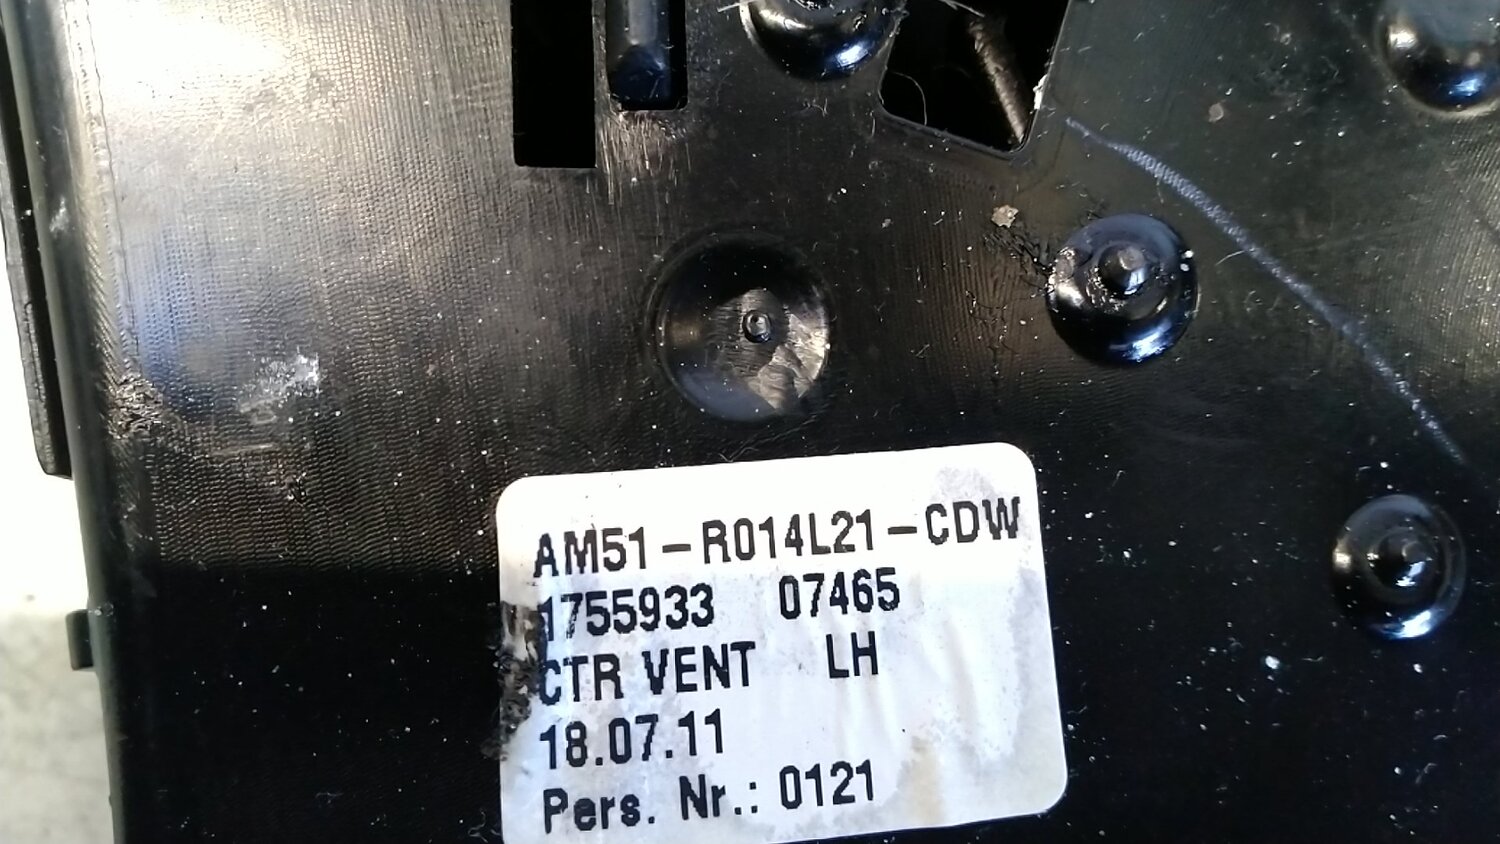 AM51-R014L21-CDW
1755933 07465
CTR VENT LH
18.07.11
Pers. Nr.: 0121